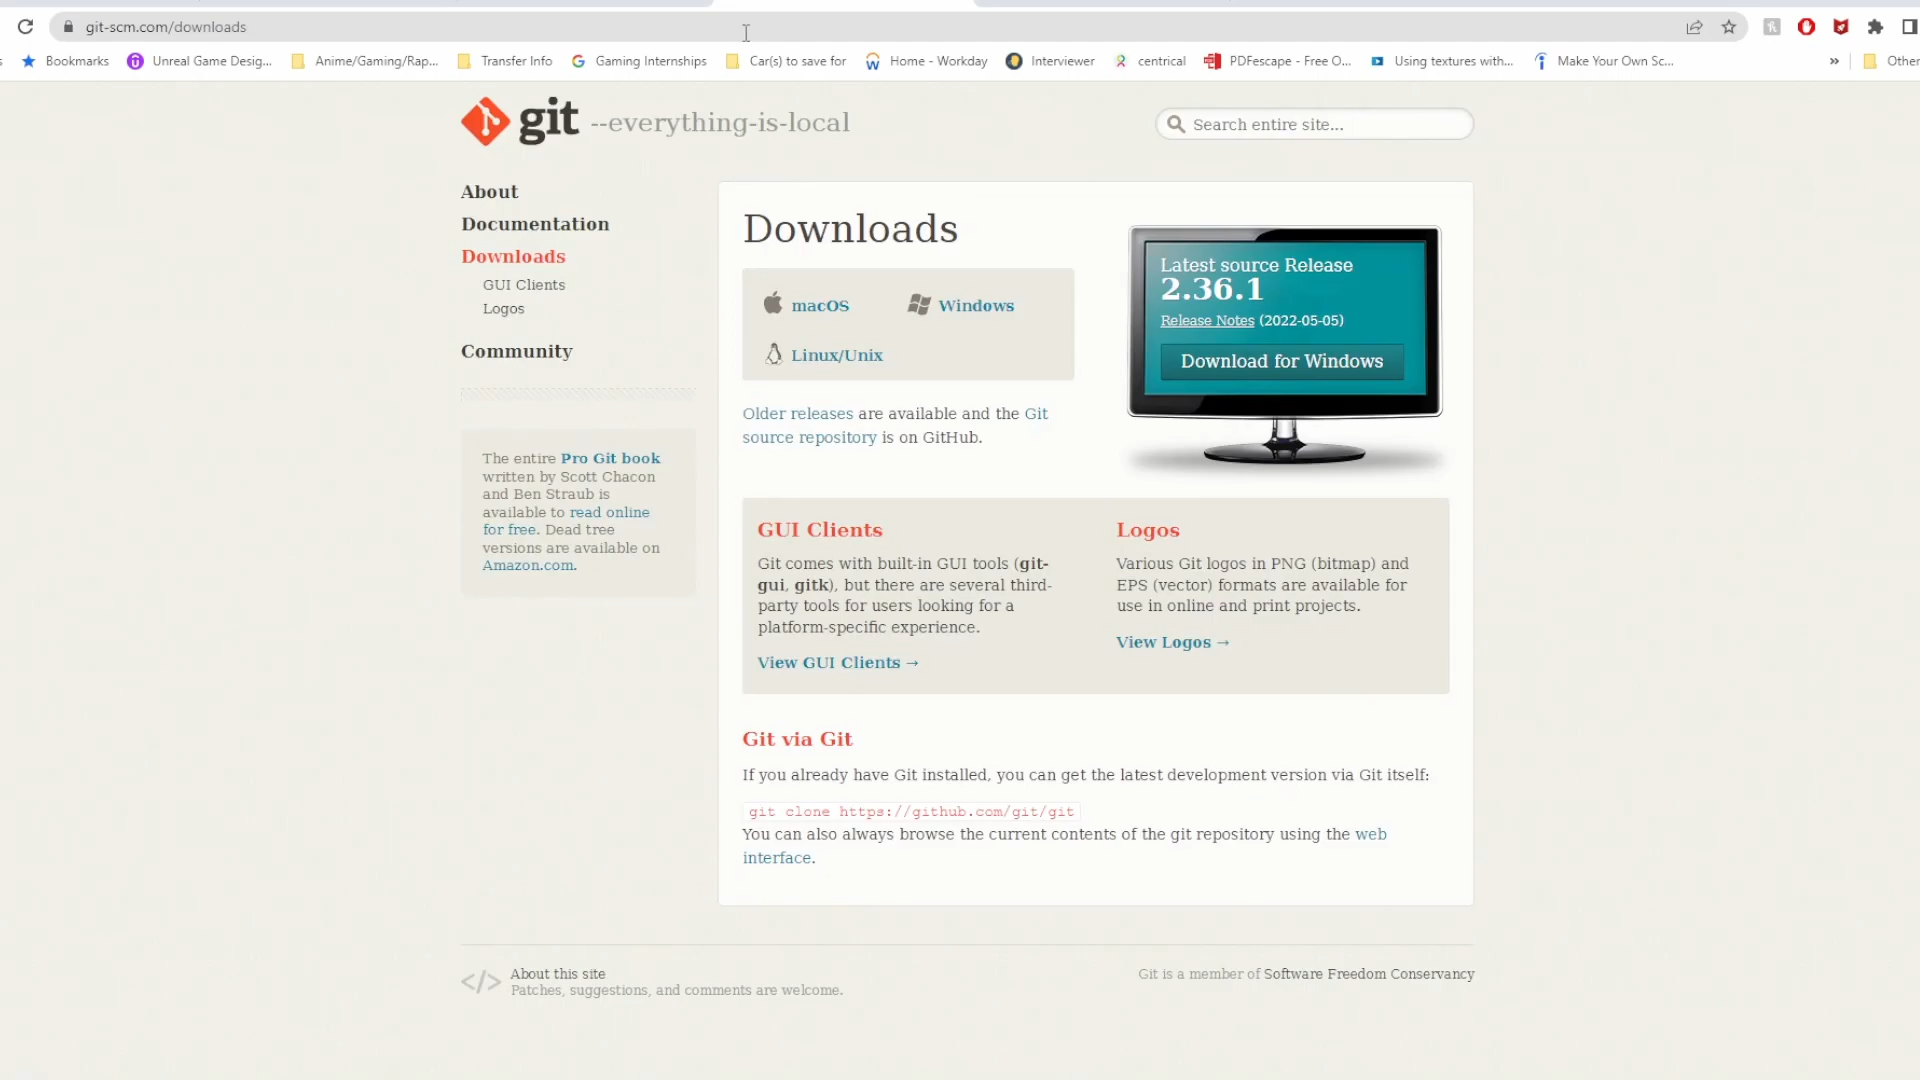 git-scm.com/downloads
Bookmarks
Unreal Game Desig...
Anime/Gaming/Rap...
Transfer Info
Gaming Internships
Car(s) to save for
Home - Workday
Interviewer
centrical
PDFescape - Free O...
Using textures with...
Make Your Own Sc...
»
Other
git --everything-is-local
Search entire site...
About
Documentation
Downloads
GUI Clients
Logos
Community
The entire Pro Git book
written by Scott Chacon
and Ben Straub is
available to read online
for free. Dead tree
versions are available on
Amazon.com.
Downloads
macOS
Windows
Linux/Unix
Older releases are available and the Git
source repository is on GitHub.
Latest source Release
2.36.1
Release Notes (2022-05-05)
Download for Windows
GUI Clients
Git comes with built-in GUI tools (git-
gui, gitk), but there are several third-
party tools for users looking for a
platform-specific experience.
View GUI Clients →
Logos
Various Git logos in PNG (bitmap) and
EPS (vector) formats are available for
use in online and print projects.
View Logos →
Git via Git
If you already have Git installed, you can get the latest development version via Git itself:
git clone https://github.com/git/git
You can also always browse the current contents of the git repository using the web
interface.
</> About this site
Patches, suggestions, and comments are welcome.
Git is a member of Software Freedom Conservancy